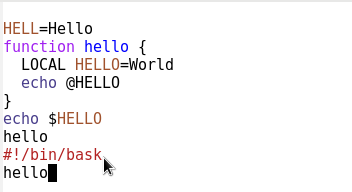 HELL=Hello
function hello {
  LOCAL HELLO=World
  echo @HELLO
}
echo $HELLO
hello
#!/bin/bask
hello